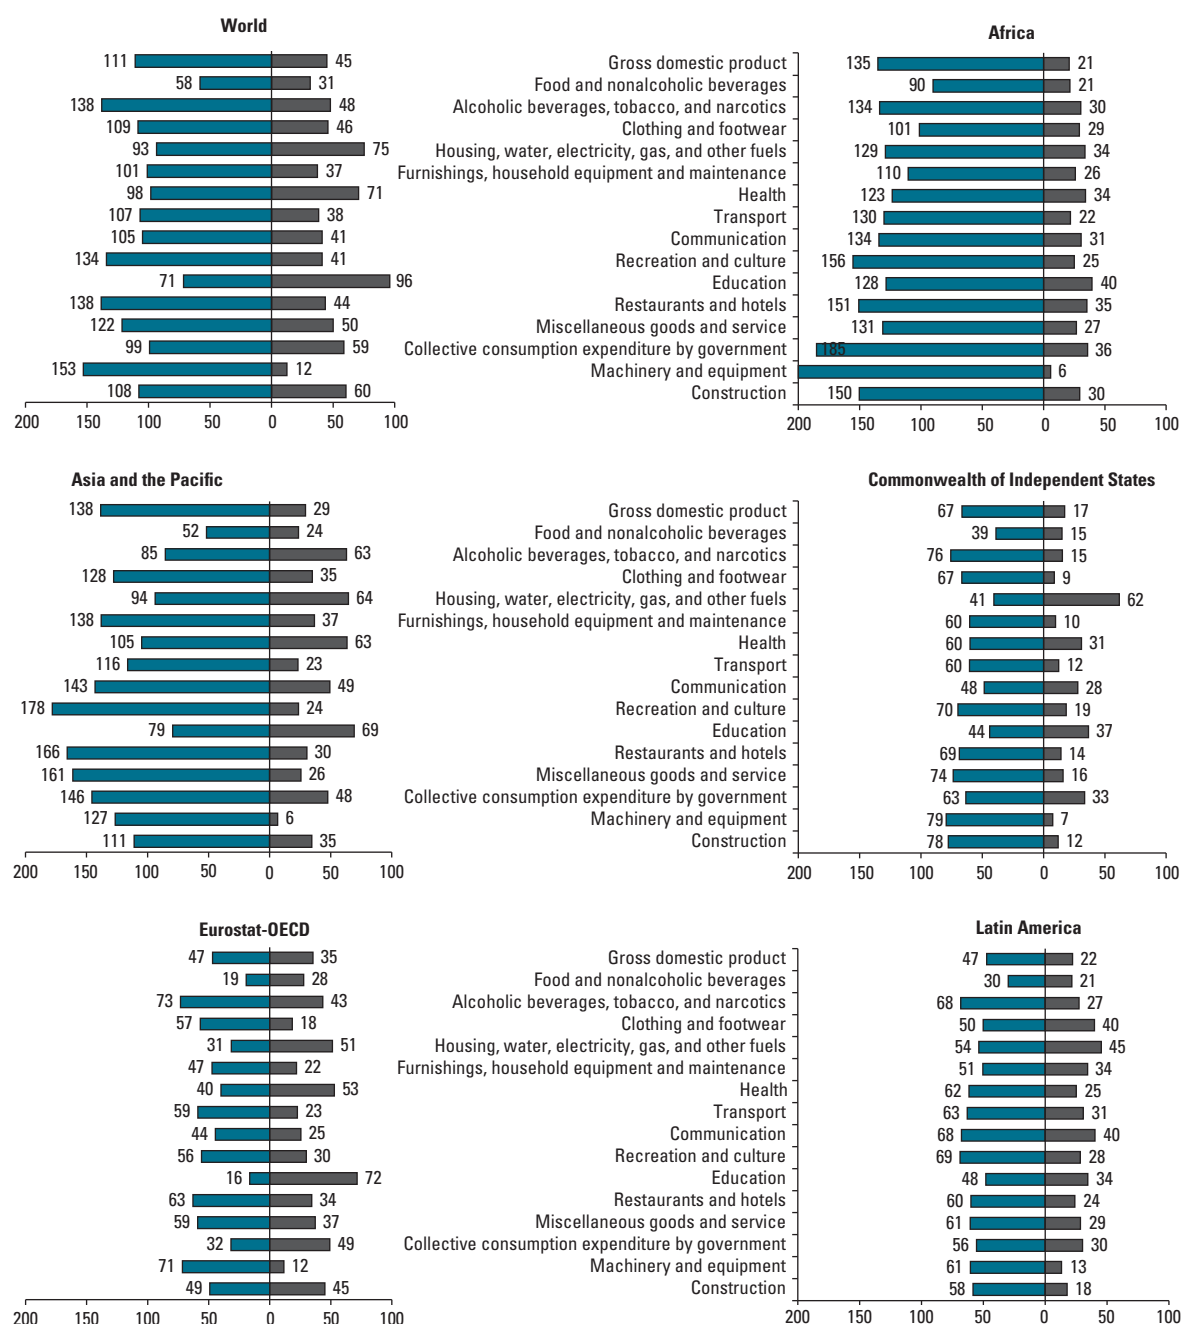 World
111 45
58 31
138 48
109 46
93 75
101 37
98 71
107 38
105 41
134 41
71 96
138 44
122 50
99 59
153 12
108 60
200 150 100 50 0 50 100
Africa
Gross domestic product 135 21
Food and nonalcoholic beverages 90 21
Alcoholic beverages, tobacco, and narcotics 134 30
Clothing and footwear 101 29
Housing, water, electricity, gas, and other fuels 129 34
Furnishings, household equipment and maintenance 110 26
Health 123 34
Transport 130 22
Communication 134 31
Recreation and culture 156 25
Education 128 40
Restaurants and hotels 151 35
Miscellaneous goods and service 131 27
Collective consumption expenditure by government 185 36
Machinery and equipment 6
Construction 150 30
200 150 100 50 0 50 100
Asia and the Pacific
138 29
52 24
85 63
128 35
94 64
138 37
105 63
116 23
143 49
178 24
79 69
166 30
161 26
146 48
127 6
111 35
200 150 100 50 0 50 100
Commonwealth of Independent States
Gross domestic product 67 17
Food and nonalcoholic beverages 39 15
Alcoholic beverages, tobacco, and narcotics 76 15
Clothing and footwear 67 9
Housing, water, electricity, gas, and other fuels 41 62
Furnishings, household equipment and maintenance 60 10
Health 60 31
Transport 60 12
Communication 48 28
Recreation and culture 70 19
Education 44 37
Restaurants and hotels 69 14
Miscellaneous goods and service 74 16
Collective consumption expenditure by government 63 33
Machinery and equipment 79 7
Construction 78 12
200 150 100 50 0 50 100
Eurostat-OECD
47 35
19 28
73 43
57 18
31 51
47 22
40 53
59 23
44 25
56 30
16 72
63 34
59 37
32 49
71 12
49 45
200 150 100 50 0 50 100
Latin America
Gross domestic product 47 22
Food and nonalcoholic beverages 30 21
Alcoholic beverages, tobacco, and narcotics 68 27
Clothing and footwear 50 40
Housing, water, electricity, gas, and other fuels 54 45
Furnishings, household equipment and maintenance 51 34
Health 62 25
Transport 63 31
Communication 68 40
Recreation and culture 69 28
Education 48 34
Restaurants and hotels 60 24
Miscellaneous goods and service 61 29
Collective consumption expenditure by government 56 30
Machinery and equipment 61 13
Construction 58 18
200 150 100 50 0 50 100